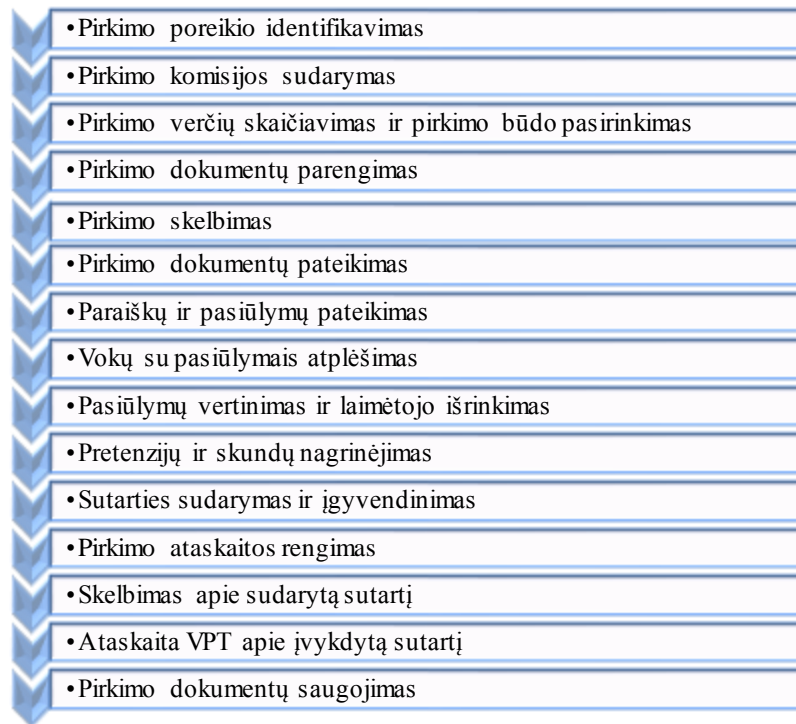 •Pirkimo poreikio identifikavimas
•Pirkimo komisijos sudarymas
•Pirkimo verčių skaičiavimas ir pirkimo būdo pasirinkimas
•Pirkimo dokumentų parengimas
•Pirkimo skelbimas
•Pirkimo dokumentų pateikimas
•Paraiškų ir pasiūlymų pateikimas
•Vokų su pasiūlymais atplėšimas
•Pasiūlymų vertinimas ir laimėtojo išrinkimas
•Pretenzijų ir skundų nagrinėjimas
•Sutarties sudarymas ir įgyvendinimas
•Pirkimo ataskaitos rengimas
•Skelbimas apie sudarytą sutartį
•Ataskaita VPT apie įvykdytą sutartį
•Pirkimo dokumentų saugojimas